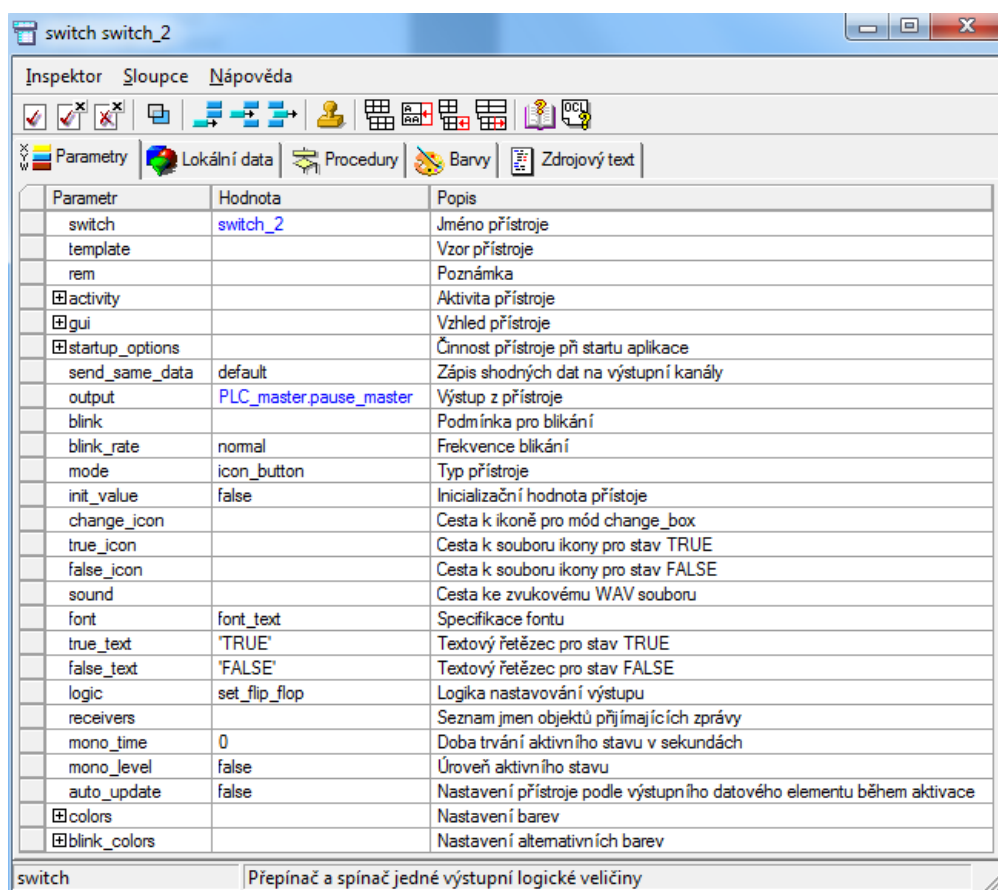 switch switch_2
Inspektor Sloupce Nápověda
OCL
Parametry Lokální data Procedury Barvy Zdrojový text
Parametr Hodnota Popis
switch switch_2 Jméno přístroje
template Vzor přístroje
rem Poznámka
activity Aktivita přístroje
gui Vzhled přístroje
startup_options Činnost přístroje při startu aplikace
send_same_data default Zápis shodných dat na výstupní kanály
output PLC_master.pause_master Výstup z přístroje
blink Podmínka pro blikání
blink_rate normal Frekvence blikání
mode icon_button Typ přístroje
init_value false Inicializační hodnota přístoje
change_icon Cesta k ikoně pro mód change_box
true_icon Cesta k souboru ikony pro stav TRUE
false_icon Cesta k souboru ikony pro stav FALSE
sound Cesta ke zvukovému WAV souboru
font font_text Specifikace fontu
true_text 'TRUE' Textový řetězec pro stav TRUE
false_text 'FALSE' Textový řetězec pro stav FALSE
logic set_flip_flop Logika nastavování výstupu
receivers Seznam jmen objektů přijímajících zprávy
mono_time 0 Doba trvání aktivního stavu v sekundách
mono_level false Úroveň aktivního stavu
auto_update false Nastavení přístroje podle výstupního datového elementu během aktivace
colors Nastavení barev
blink_colors Nastavení alternativních barev
switch Přepínač a spínač jedné výstupní logické veličiny